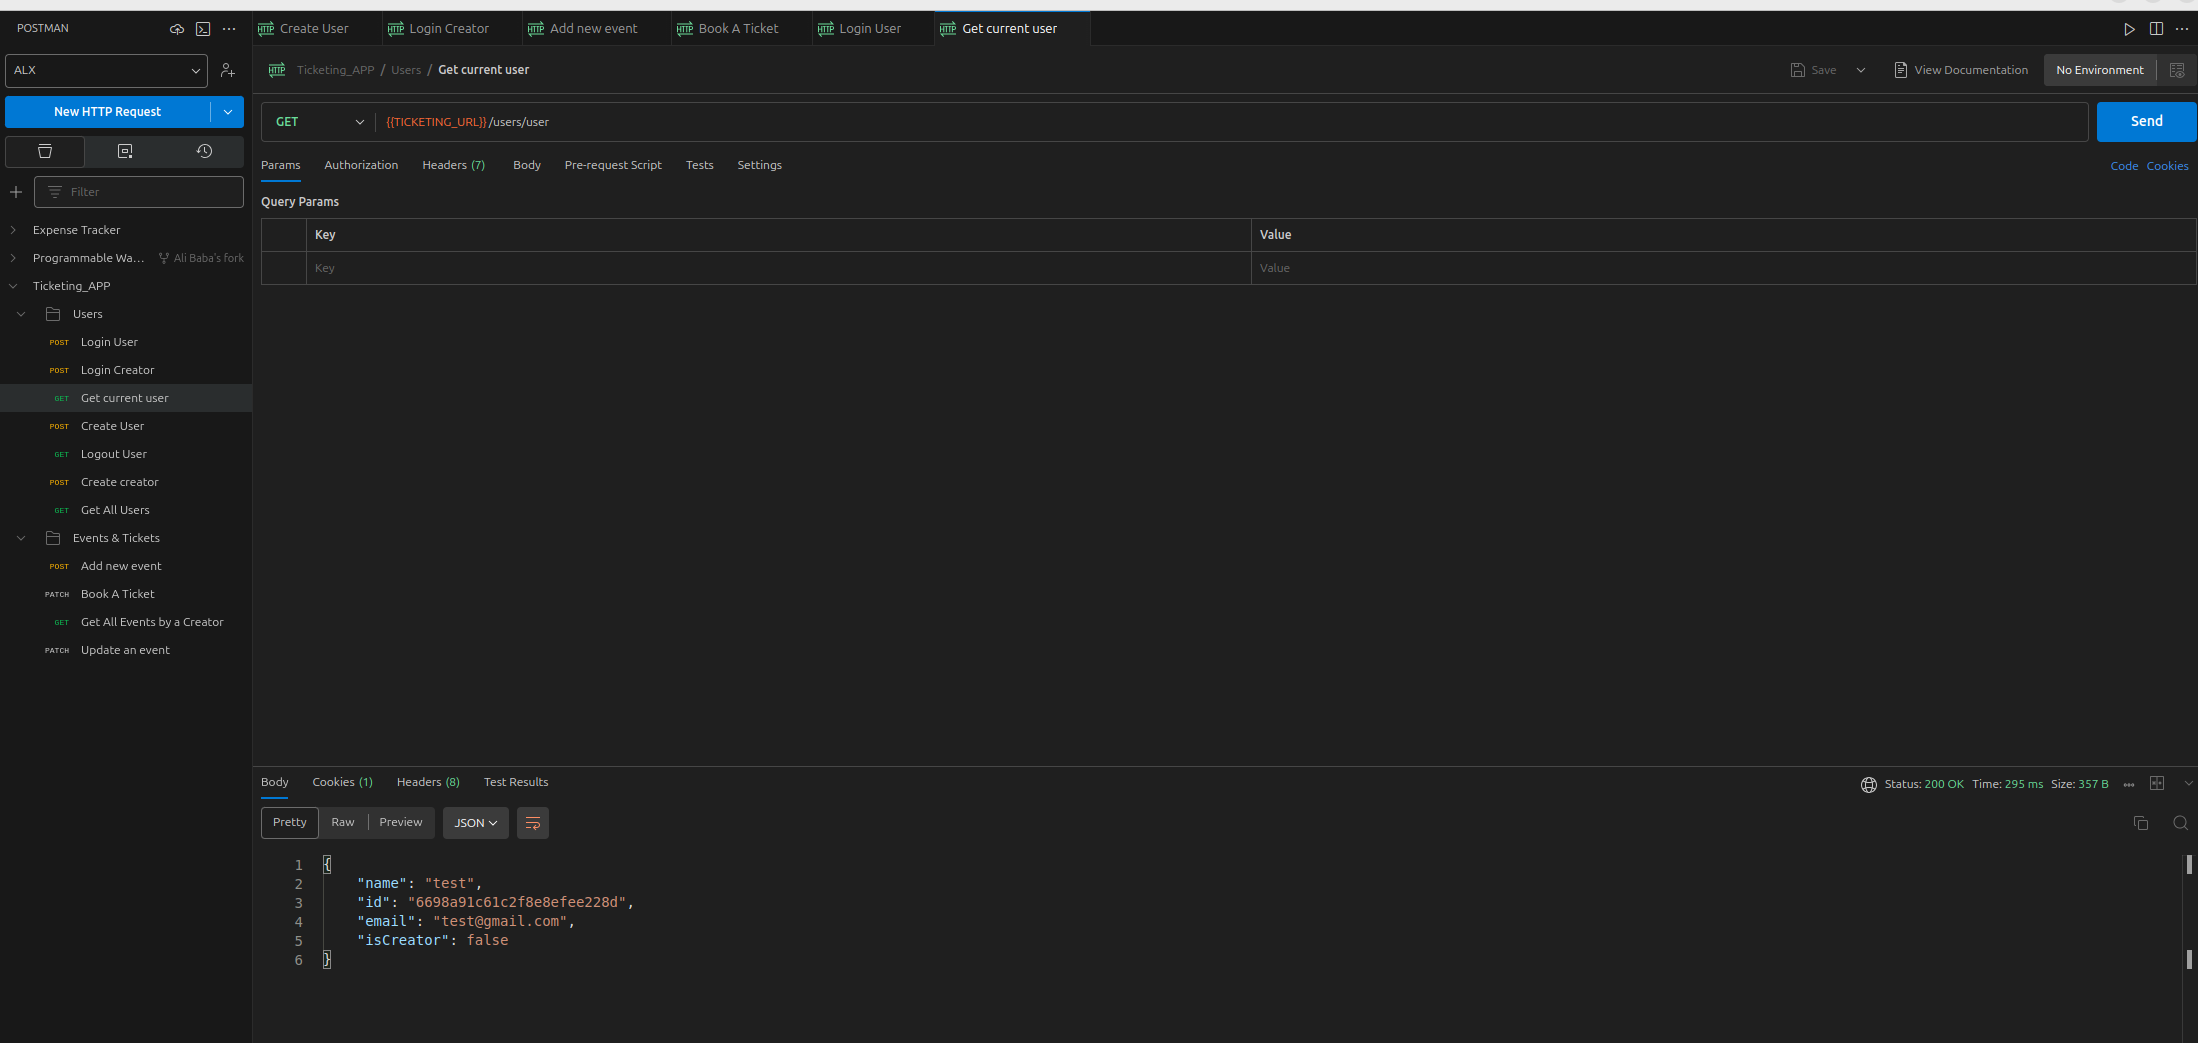 POSTMAN
ALX
New HTTP Request
Filter
Expense Tracker
Programmable Wa... Ali Baba's fork
Ticketing_APP
Users
POST Login User
POST Login Creator
GET Get current user
POST Create User
GET Logout User
POST Create creator
GET Get All Users
Events & Tickets
POST Add new event
PATCH Book A Ticket
GET Get All Events by a Creator
PATCH Update an event
HTTP Create User HTTP Login Creator HTTP Add new event HTTP Book A Ticket HTTP Login User HTTP Get current user
HTTP Ticketing_APP / Users / Get current user Save View Documentation No Environment
GET {{TICKETING_URL}}/users/user Send
Params Authorization Headers (7) Body Pre-request Script Tests Settings Code Cookies
Query Params
Key Value
Key Value
Body Cookies (1) Headers (8) Test Results Status: 200 OK Time: 295 ms Size: 357 B
Pretty Raw Preview JSON
1 {
2 "name": "test",
3 "id": "6698a91c61c2f8e8efee228d",
4 "email": "test@gmail.com",
5 "isCreator": false
6 }